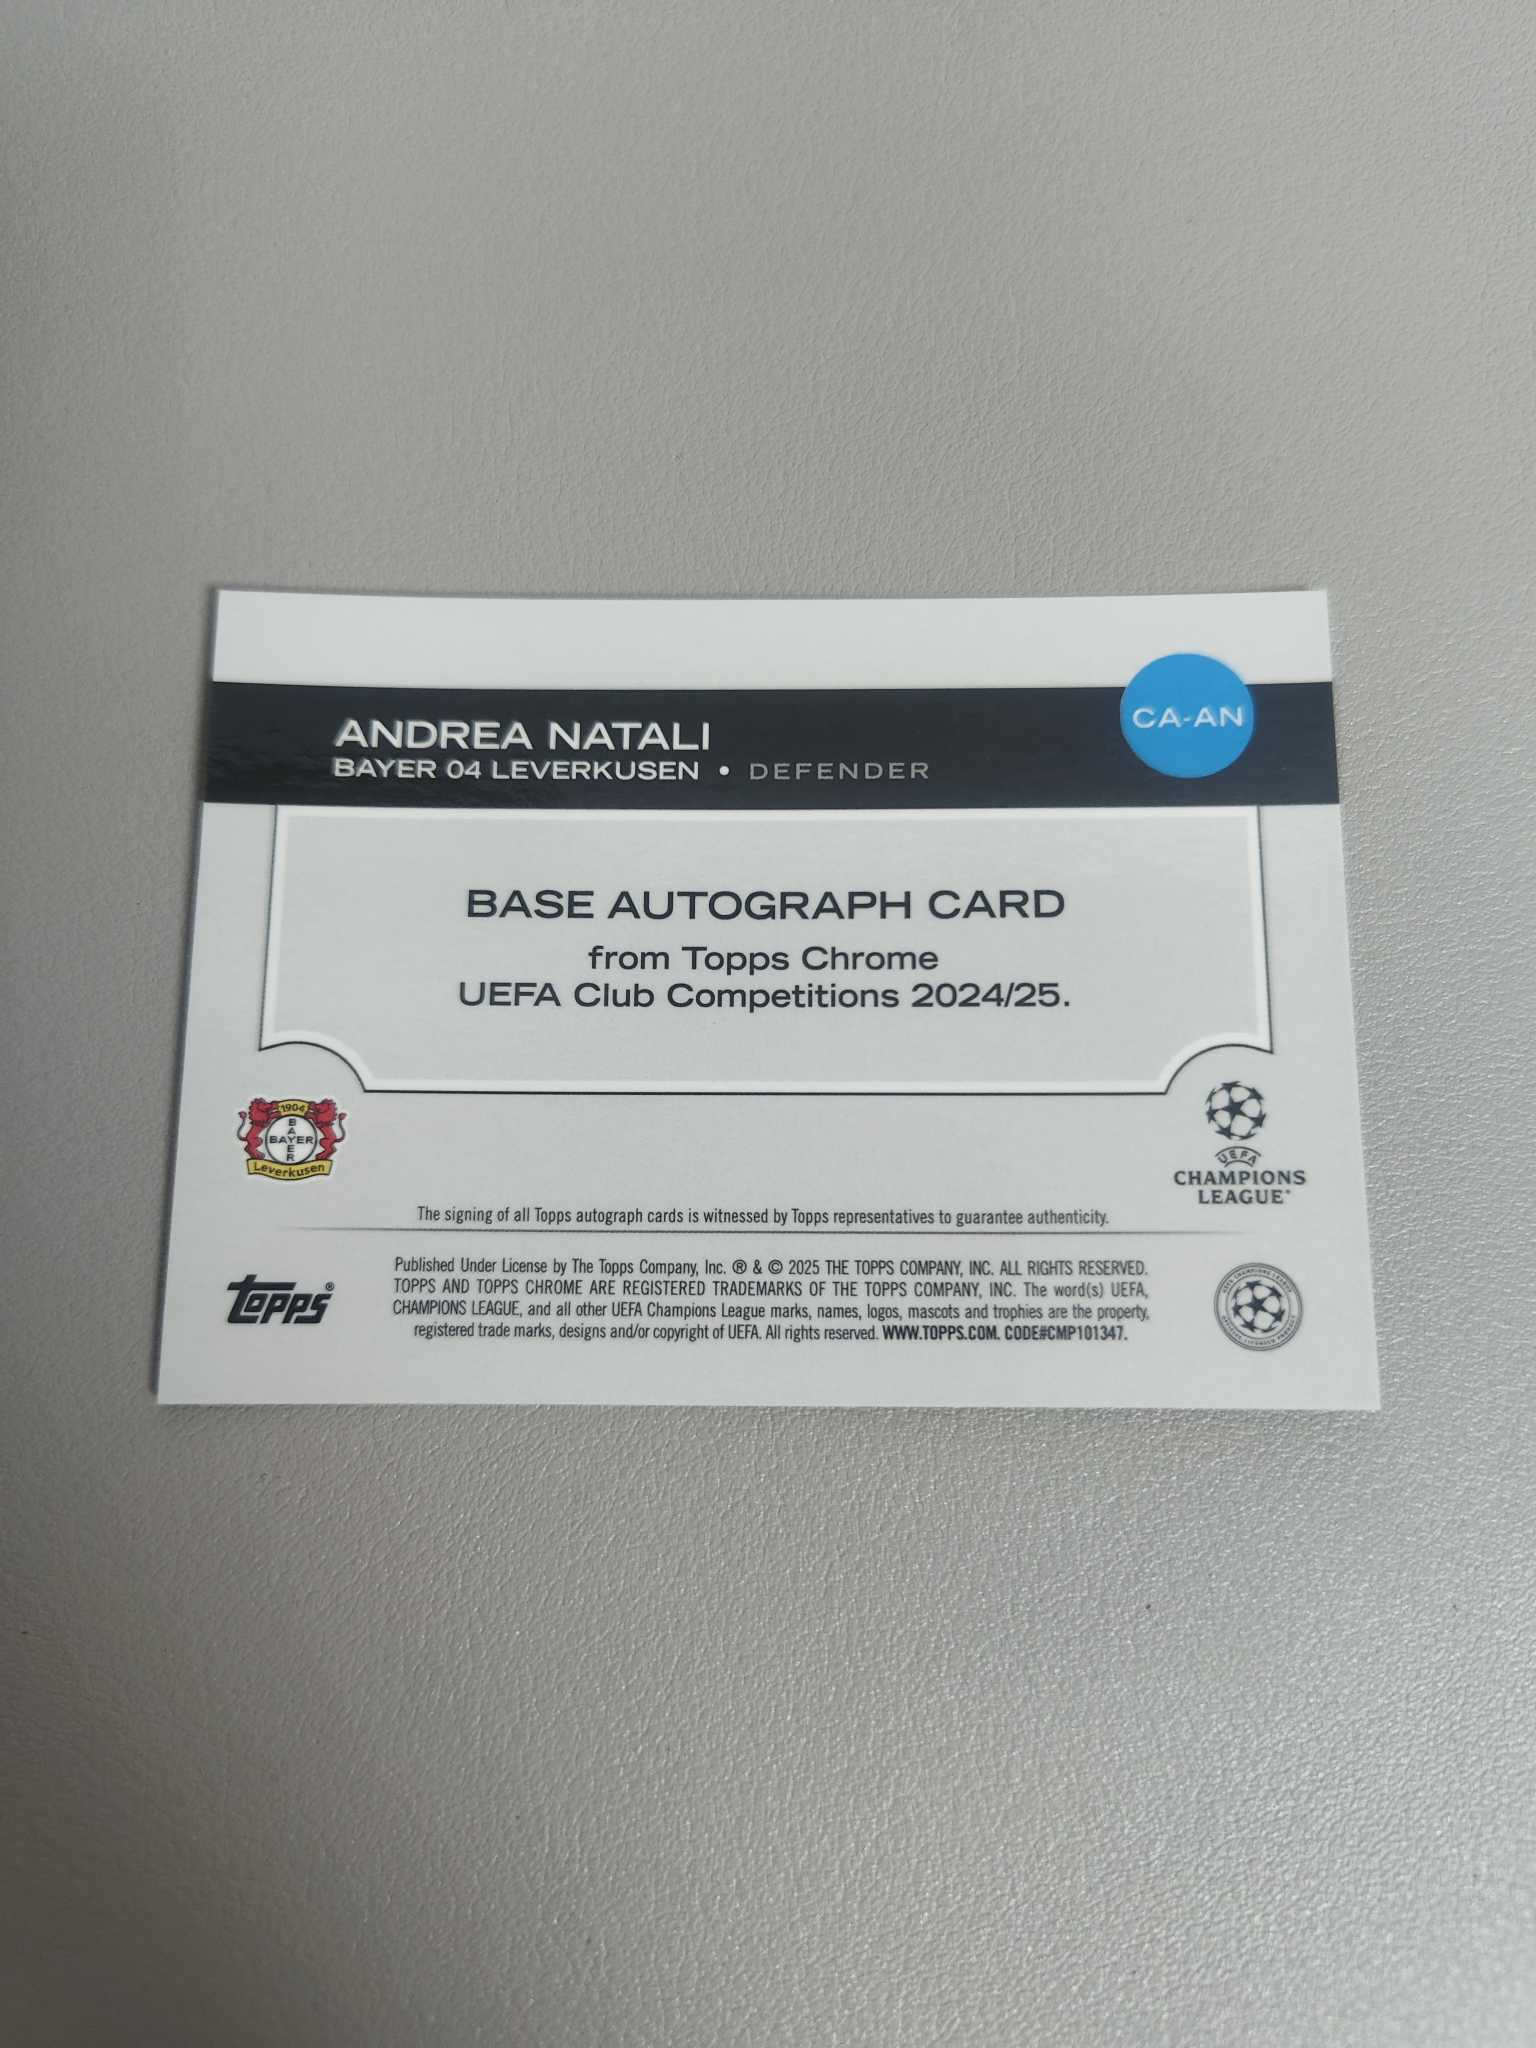 ANDREA NATALI
BAYER 04 LEVERKUSEN • DEFENDER
CA-AN
BASE AUTOGRAPH CARD
from Topps Chrome
UEFA Club Competitions 2024/25.
1904
BAYER
BAYER
Leverkusen
UEFA
CHAMPIONS
LEAGUE®
The signing of all Topps autograph cards is witnessed by Topps representatives to guarantee authenticity.
topps®
Published Under License by The Topps Company, Inc. ® & © 2025 THE TOPPS COMPANY, INC. ALL RIGHTS RESERVED.
TOPPS AND TOPPS CHROME ARE REGISTERED TRADEMARKS OF THE TOPPS COMPANY, INC. The word(s) UEFA,
CHAMPIONS LEAGUE, and all other UEFA Champions League marks, names, logos, mascots and trophies are the property,
registered trade marks, designs and/or copyright of UEFA. All rights reserved. WWW.TOPPS.COM. CODE#CMP101347.